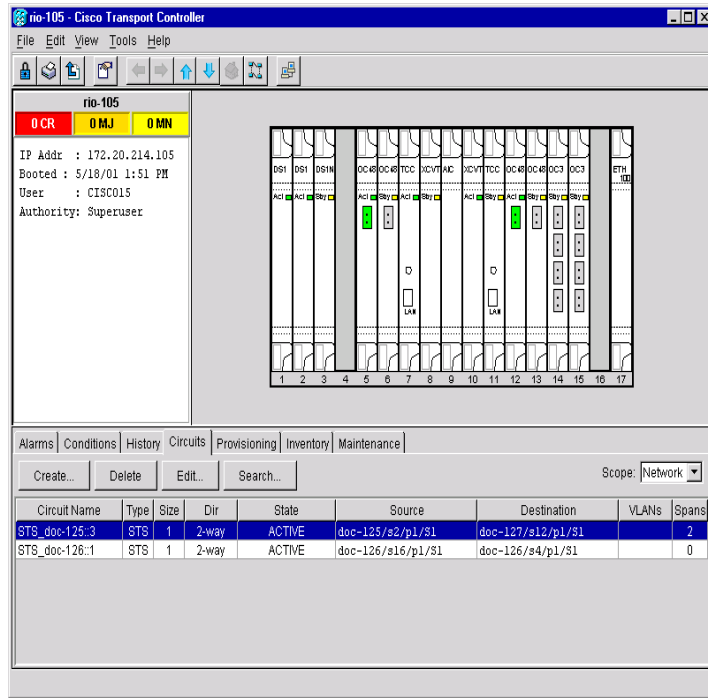 rio-105 - Cisco Transport Controller
File Edit View Tools Help
rio-105
0 CR 0 MJ 0 MN
IP Addr : 172.20.214.105
Booted : 5/18/01 1:51 PM
User : CISCO15
Authority: Superuser
DS1 DS1 DS1N OC48 OC48 TCC XCVT AIC XCVT TCC OC48 OC48 OC3 OC3 ETH 100
Act Act Sby Act Sby Act Sby Act Sby Act Sby Act Sby
LAN LAN
1 2 3 4 5 6 7 8 9 10 11 12 13 14 15 16 17
Alarms Conditions History Circuits Provisioning Inventory Maintenance
Create... Delete Edit... Search... Scope: Network
Circuit Name Type Size Dir State Source Destination VLANs Spans
STS_doc-125::3 STS 1 2-way ACTIVE doc-125/s2/p1/S1 doc-127/s12/p1/S1 2
STS_doc-126::1 STS 1 2-way ACTIVE doc-126/s16/p1/S1 doc-126/s4/p1/S1 0